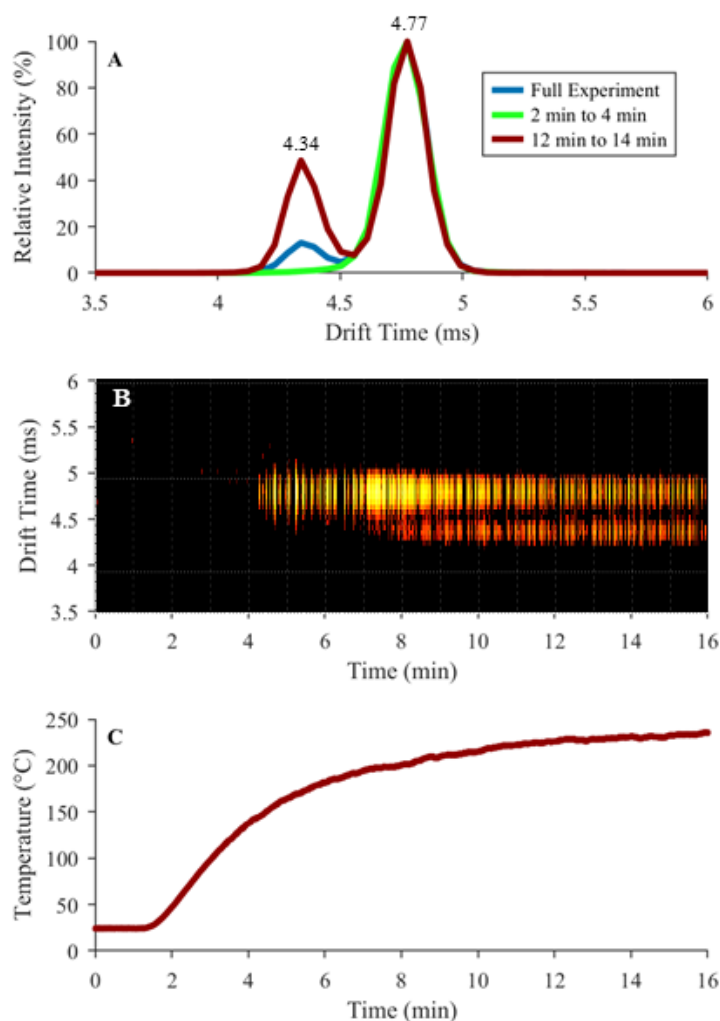 4.77
100
A
80
Full Experiment
2 min to 4 min
12 min to 14 min
60
4.34
40
20
0
3.5 4 4.5 5 5.5 6
Relative Intensity (%)
Drift Time (ms)
6
B
5.5
5
4.5
4
3.5
0 2 4 6 8 10 12 14 16
Drift Time (ms)
Time (min)
250
C
200
150
100
50
0
0 2 4 6 8 10 12 14 16
Temperature (°C)
Time (min)